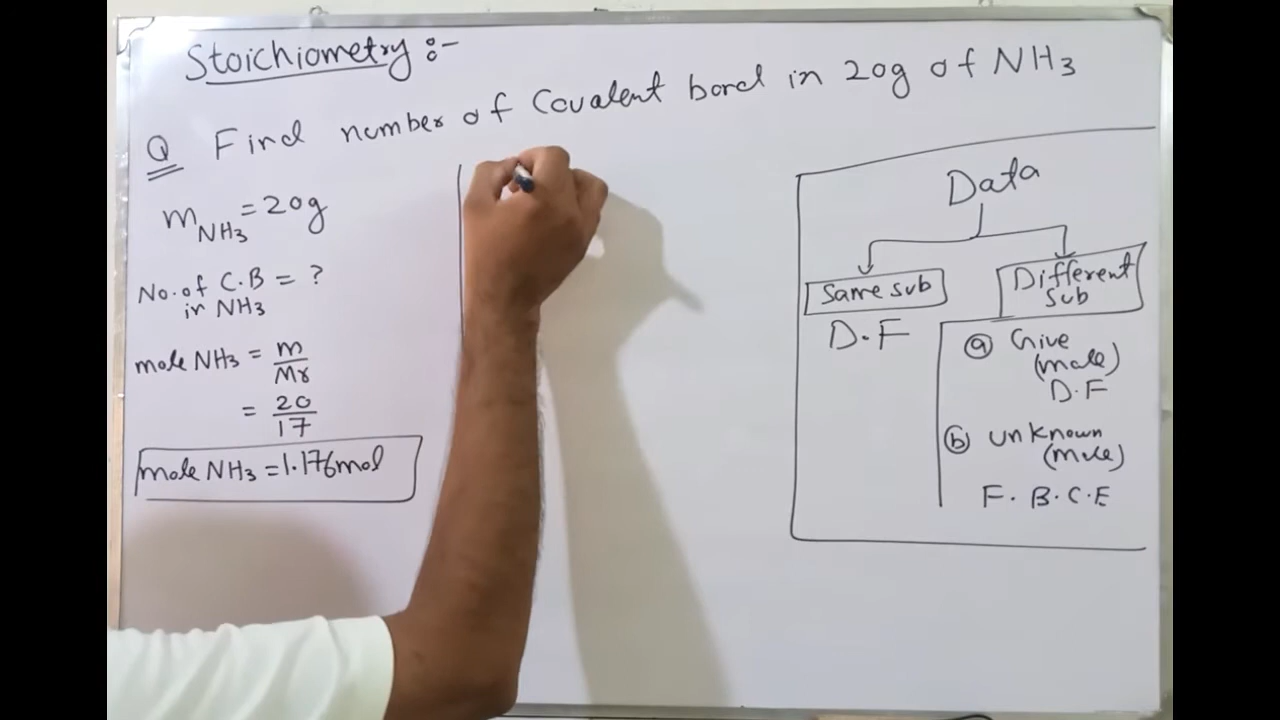 Stoichiometry :-
Q Find number of Covalent bond in 20g of NH3
mNH3 = 20g
No. of C.B = ?
in NH3
mole NH3 = m/Mr
= 20/17
mole NH3 = 1.176mol
Data
Same sub
D.F
Different
sub
(a) Give
(mole)
D.F
(b) unknown
(mole)
F. B.C.E